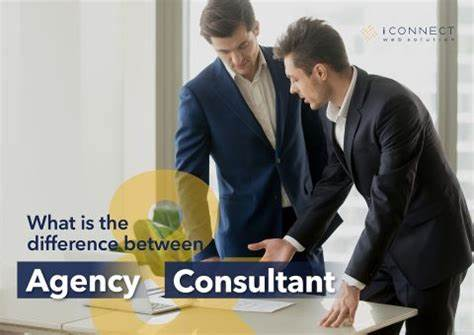 iCONNECT
web solution
What is the
difference between
Agency
&
Consultant